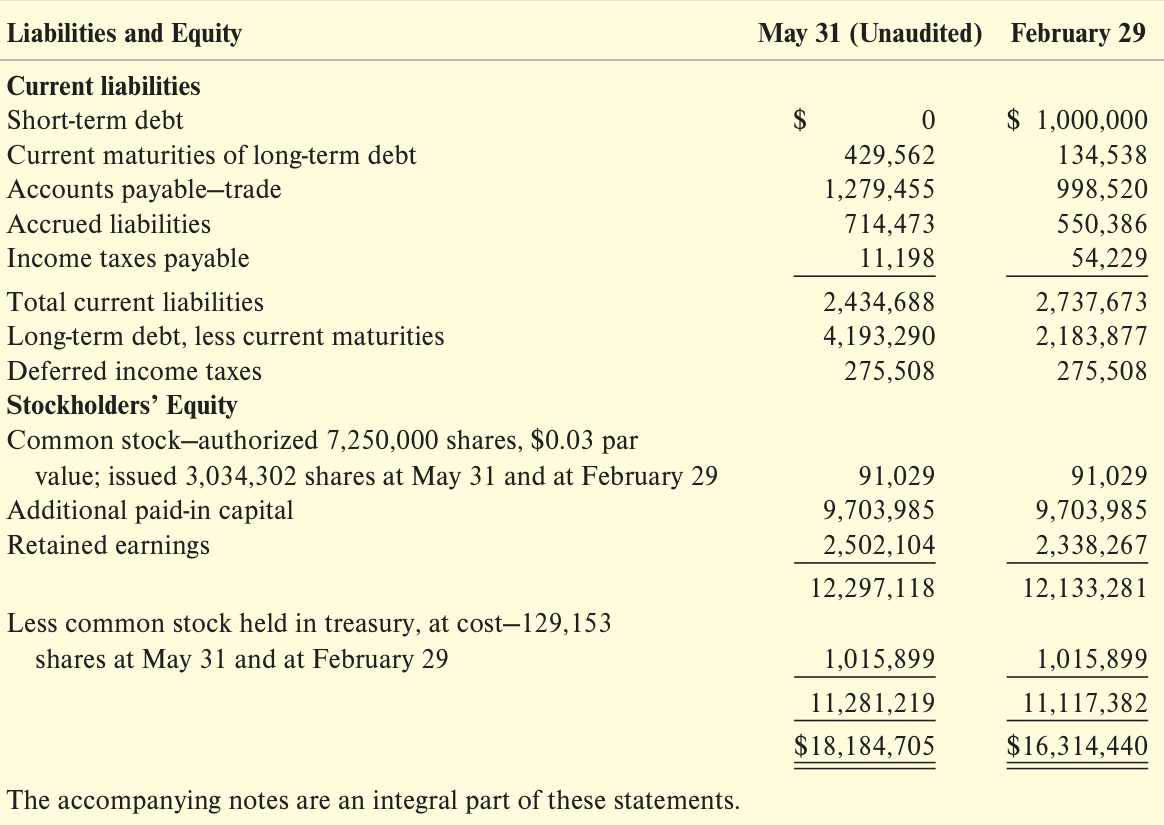 Liabilities and Equity May 31 (Unaudited) February 29
Current liabilities
Short-term debt $ 0 $ 1,000,000
Current maturities of long-term debt 429,562 134,538
Accounts payable—trade 1,279,455 998,520
Accrued liabilities 714,473 550,386
Income taxes payable 11,198 54,229
Total current liabilities 2,434,688 2,737,673
Long-term debt, less current maturities 4,193,290 2,183,877
Deferred income taxes 275,508 275,508
Stockholders’ Equity
Common stock—authorized 7,250,000 shares, $0.03 par
value; issued 3,034,302 shares at May 31 and at February 29 91,029 91,029
Additional paid-in capital 9,703,985 9,703,985
Retained earnings 2,502,104 2,338,267
12,297,118 12,133,281
Less common stock held in treasury, at cost—129,153
shares at May 31 and at February 29 1,015,899 1,015,899
11,281,219 11,117,382
$18,184,705 $16,314,440
The accompanying notes are an integral part of these statements.